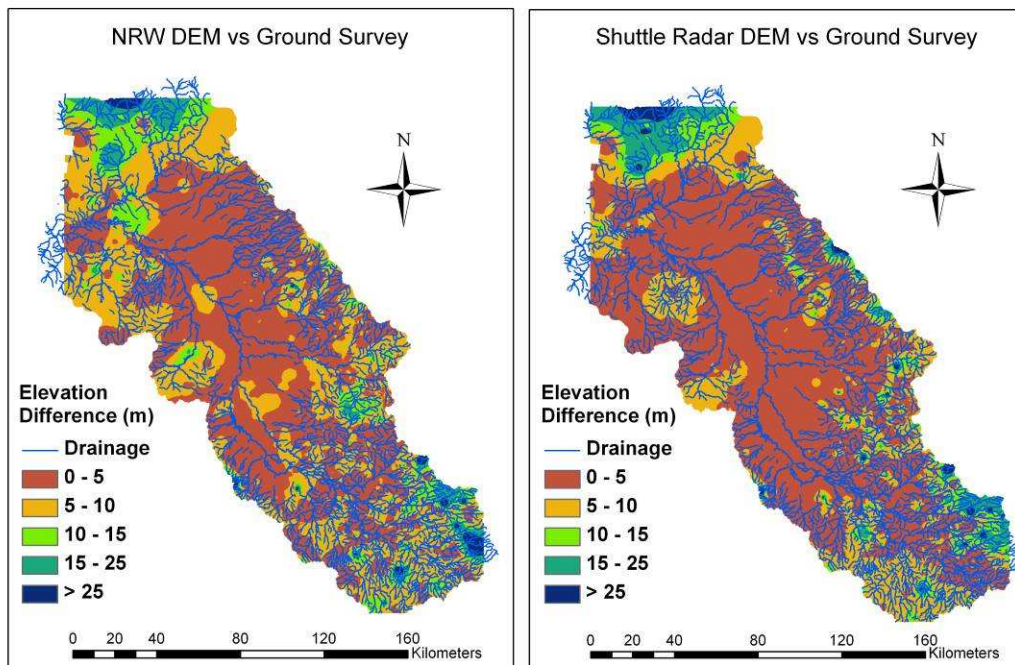 NRW DEM vs Ground Survey
N
Elevation
Difference (m)
Drainage
0 - 5
5 - 10
10 - 15
15 - 25
> 25
0 20 40 80 120 160
Kilometers
Shuttle Radar DEM vs Ground Survey
N
Elevation
Difference (m)
Drainage
0 - 5
5 - 10
10 - 15
15 - 25
> 25
0 20 40 80 120 160
Kilometers